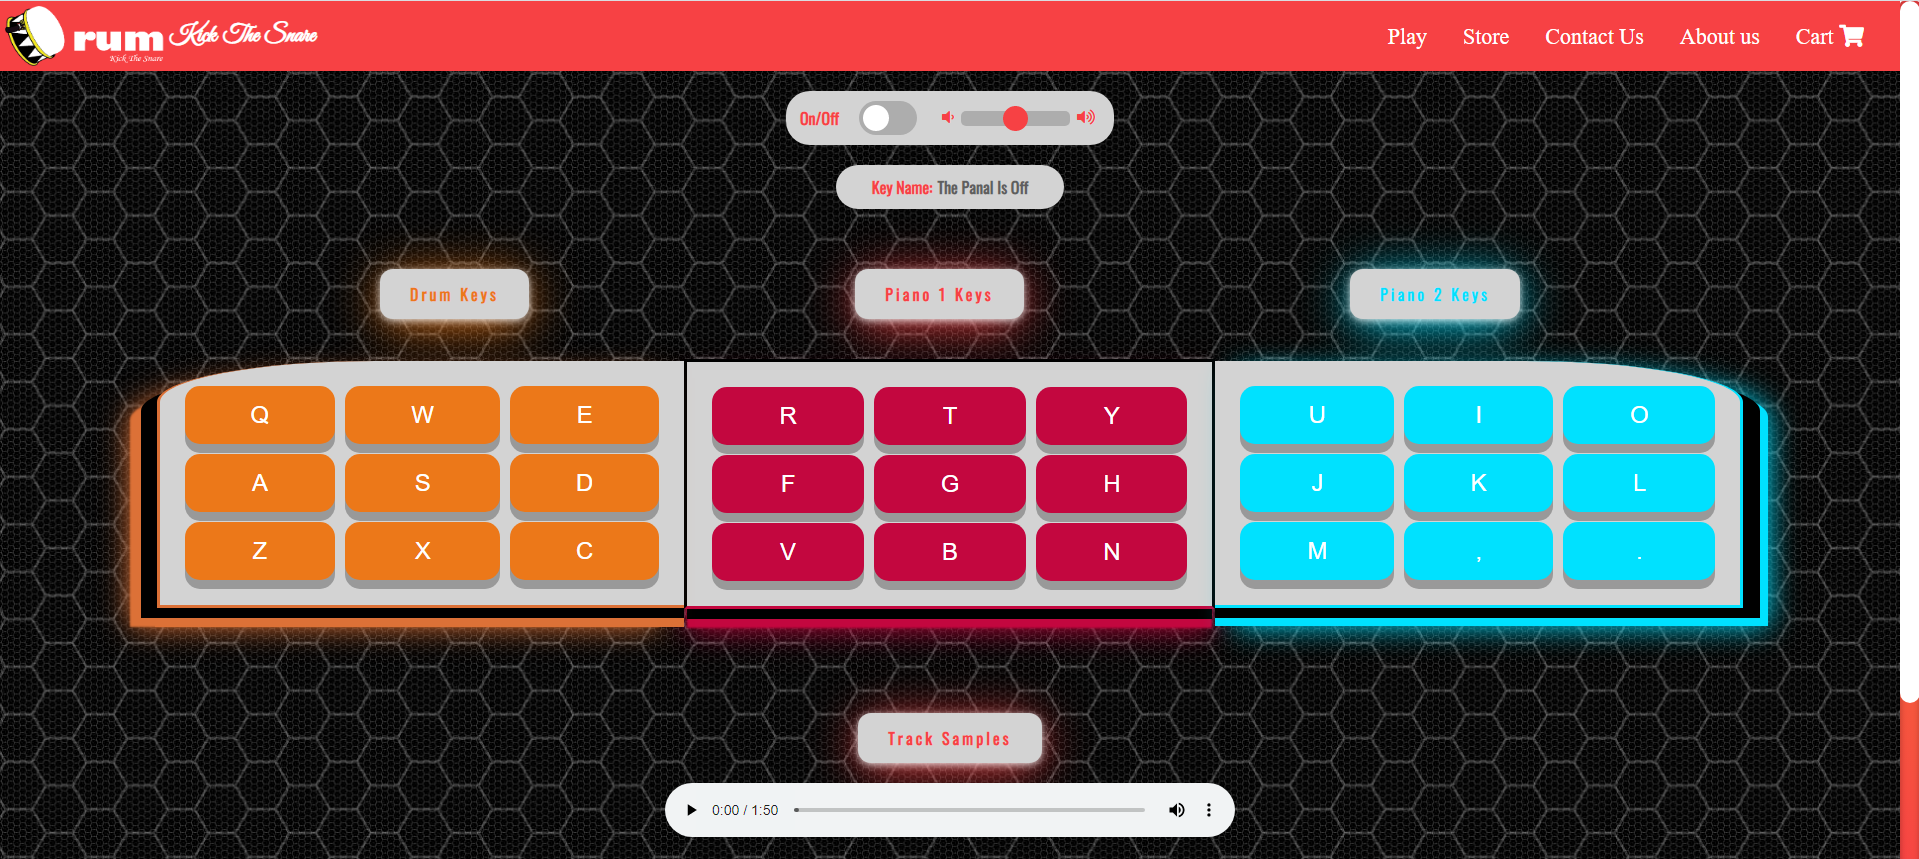 rum Kick The Snare
Kick The Snare
Play Store Contact Us About us Cart
On/Off
Key Name: The Panal Is Off
Drum Keys Piano 1 Keys Piano 2 Keys
Q W E R T Y U I O
A S D F G H J K L
Z X C V B N M , .
Track Samples
0:00 / 1:50